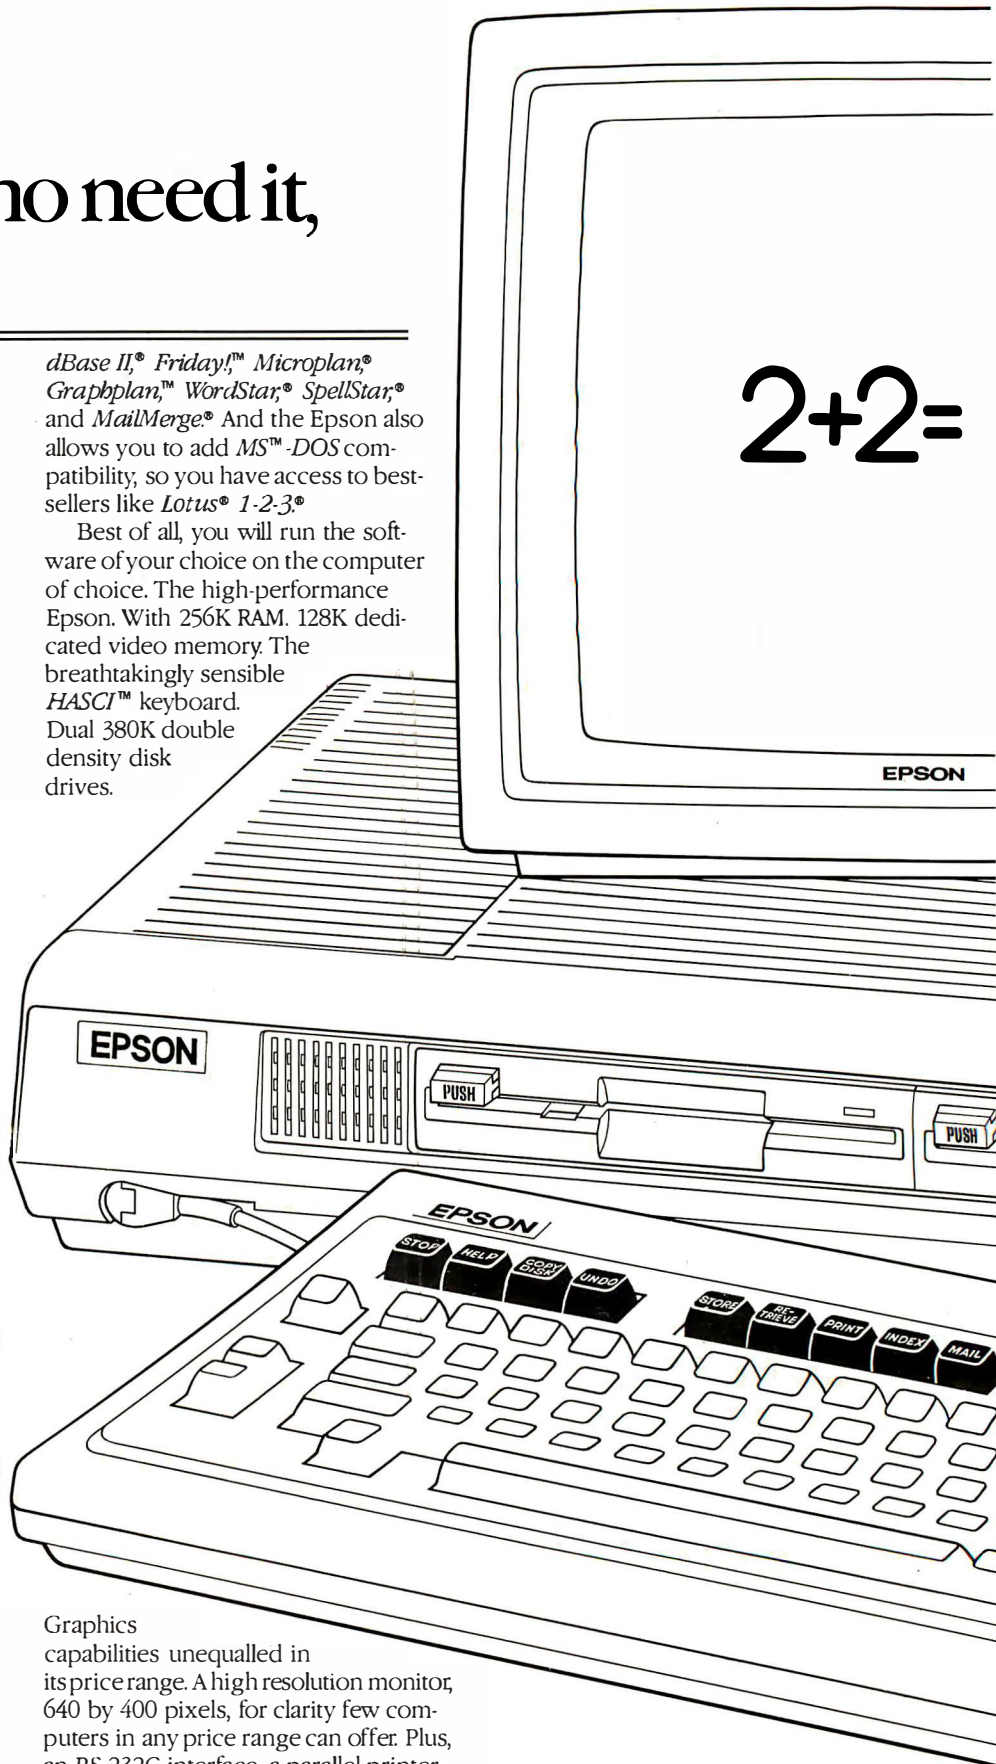 no need it,
dBase II,® Friday!,™ Microplan,®
Graphplan,™ WordStar,® SpellStar,®
and MailMerge.® And the Epson also
allows you to add MS™-DOS com-
patibility, so you have access to best-
sellers like Lotus® 1-2-3.®
Best of all, you will run the soft-
ware of your choice on the computer
of choice. The high-performance
Epson. With 256K RAM. 128K dedi-
cated video memory. The
breathtakingly sensible
HASCI™ keyboard.
Dual 380K double
density disk
drives.
2+2=
EPSON
EPSON
PUSH
PUSH
EPSON
STOP
HELP
COPY
DISK
UNDO
STORE
RE-
TRIEVE
PRINT
INDEX
MAIL
Graphics
capabilities unequalled in
its price range. A high resolution monitor,
640 by 400 pixels, for clarity few com-
puters in any price range can offer. Plus,
an RS-232C interface, a parallel printer